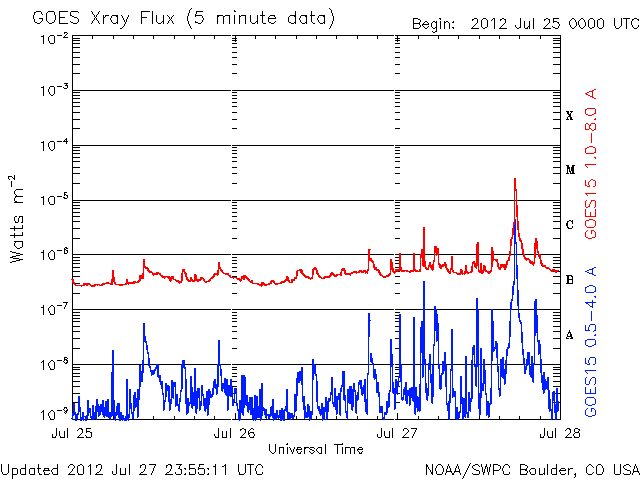 GOES Xray Flux (5 minute data)
Begin: 2012 Jul 25 0000 UTC
10-2
10-3
10-4
10-5
10-6
10-7
10-8
10-9
Watts m-2
X
M
C
B
A
GOES15 1.0-8.0 A
GOES15 0.5-4.0 A
Jul 25
Jul 26
Jul 27
Jul 28
Universal Time
Updated 2012 Jul 27 23:55:11 UTC
NOAA/SWPC Boulder, CO USA